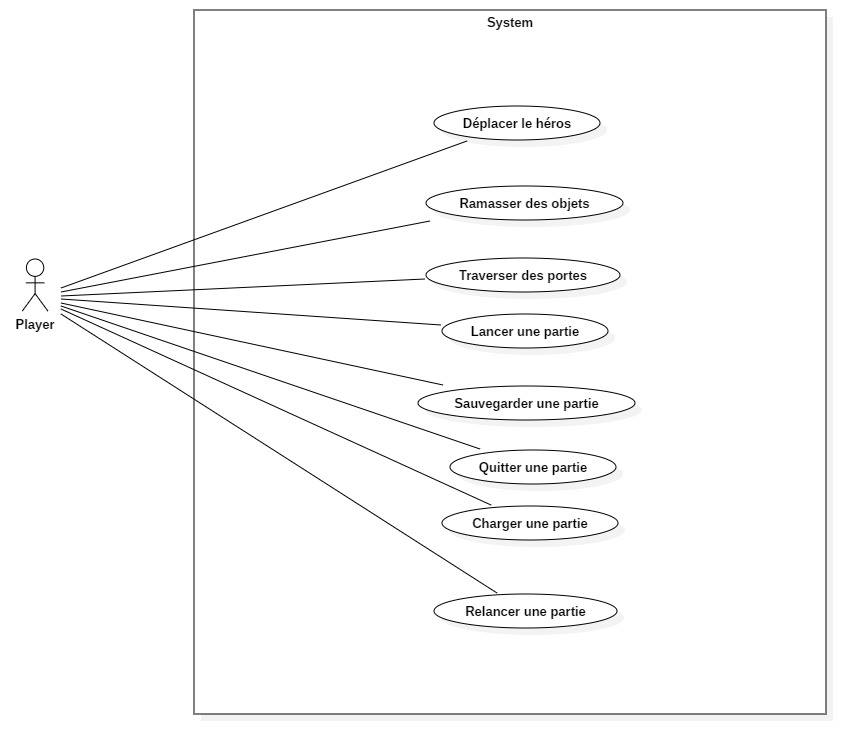 System
Déplacer le héros
Ramasser des objets
Traverser des portes
Player
Lancer une partie
Sauvegarder une partie
Quitter une partie
Charger une partie
Relancer une partie